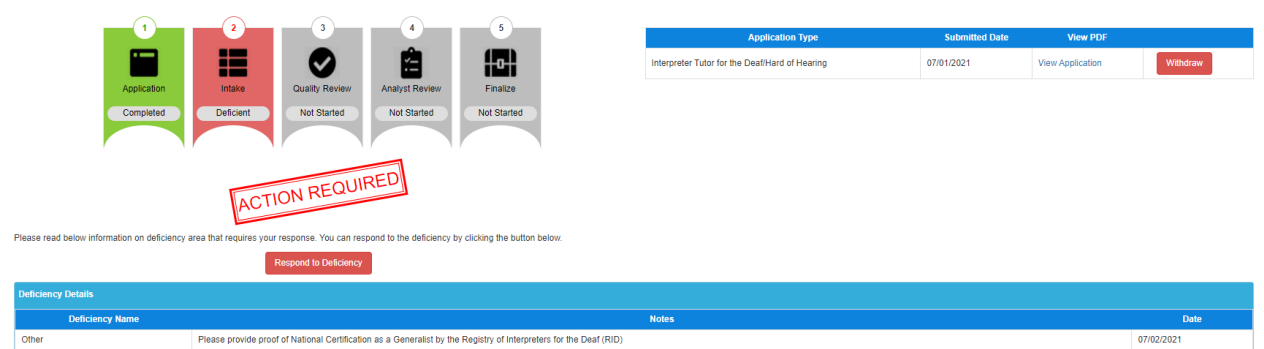 1 2 3 4 5
Application Intake Quality Review Analyst Review Finalize
Completed Deficient Not Started Not Started Not Started
Application Type Submitted Date View PDF
Interpreter Tutor for the Deaf/Hard of Hearing 07/01/2021 View Application Withdraw
ACTION REQUIRED
Please read below information on deficiency area that requires your response. You can respond to the deficiency by clicking the button below.
Respond to Deficiency
Deficiency Details
Deficiency Name Notes Date
Other Please provide proof of National Certification as a Generalist by the Registry of Interpreters for the Deaf (RID) 07/02/2021